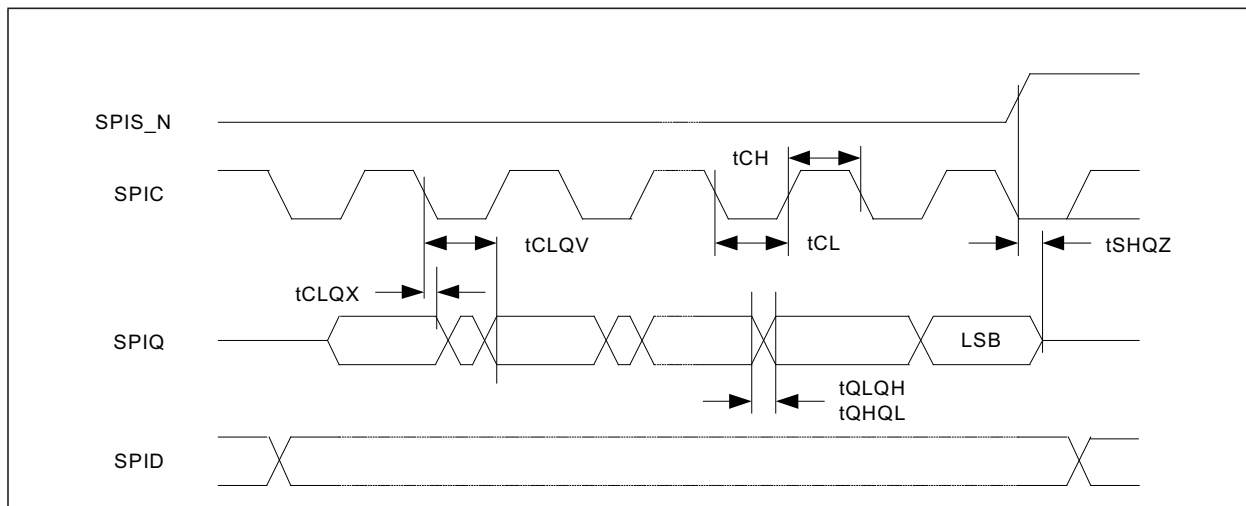 SPIS_N
tCH
SPIC
tCLQV
tCL
tSHQZ
tCLQX
SPIQ
LSB
tQLQH
tQHQL
SPID